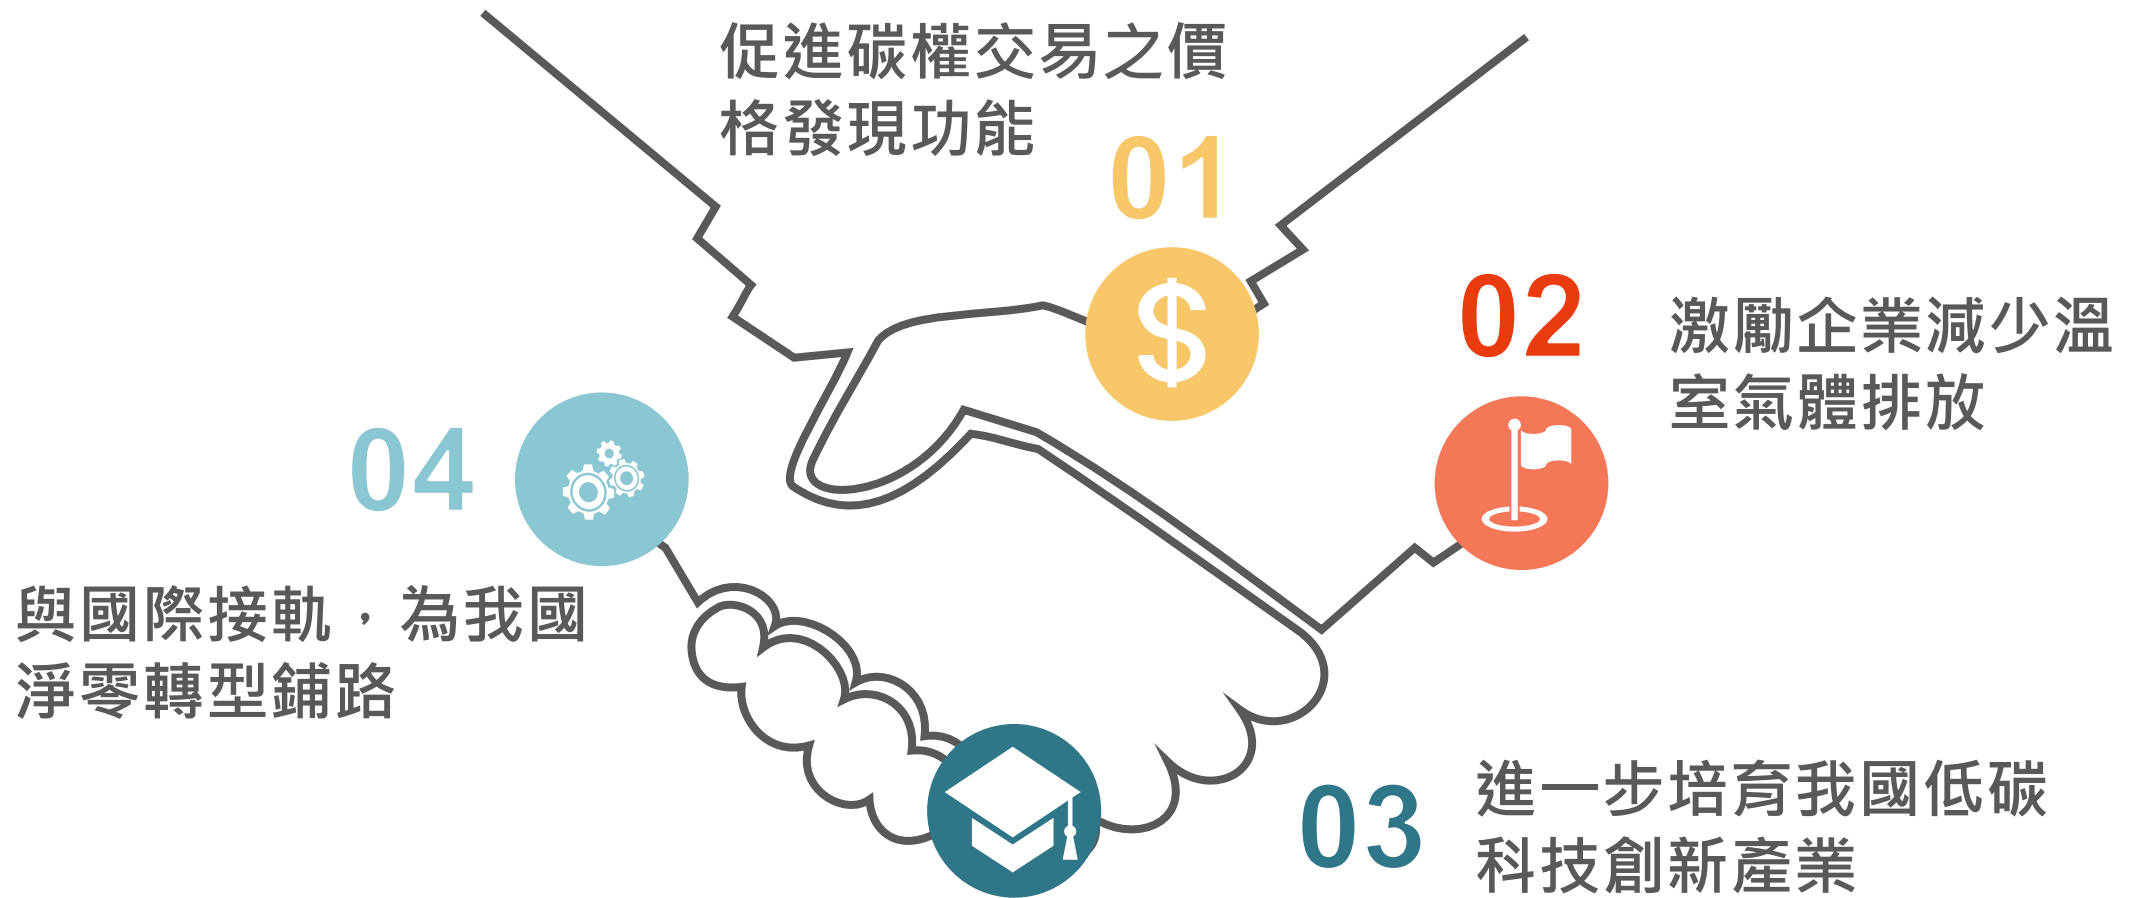 促進碳權交易之價
格發現功能
01
$
02
激勵企業減少溫
室氣體排放
03
進一步培育我國低碳
科技創新產業
04
與國際接軌，為我國
淨零轉型鋪路